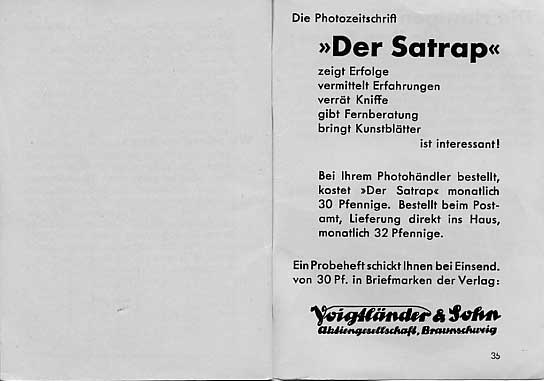 Die Photozeitschrift
»Der Satrap«
zeigt Erfolge
vermittelt Erfahrungen
verrät Kniffe
gibt Fernberatung
bringt Kunstblätter
ist interessant!
Bei Ihrem Photohändler bestellt,
kostet »Der Satrap« monatlich
30 Pfennige. Bestellt beim Post-
amt, Lieferung direkt ins Haus,
monatlich 32 Pfennige.
Ein Probeheft schickt Ihnen bei Einsend.
von 30 Pf. in Briefmarken der Verlag:
Voigtländer & Sohn
Aktiengesellschaft, Braunschweig
35